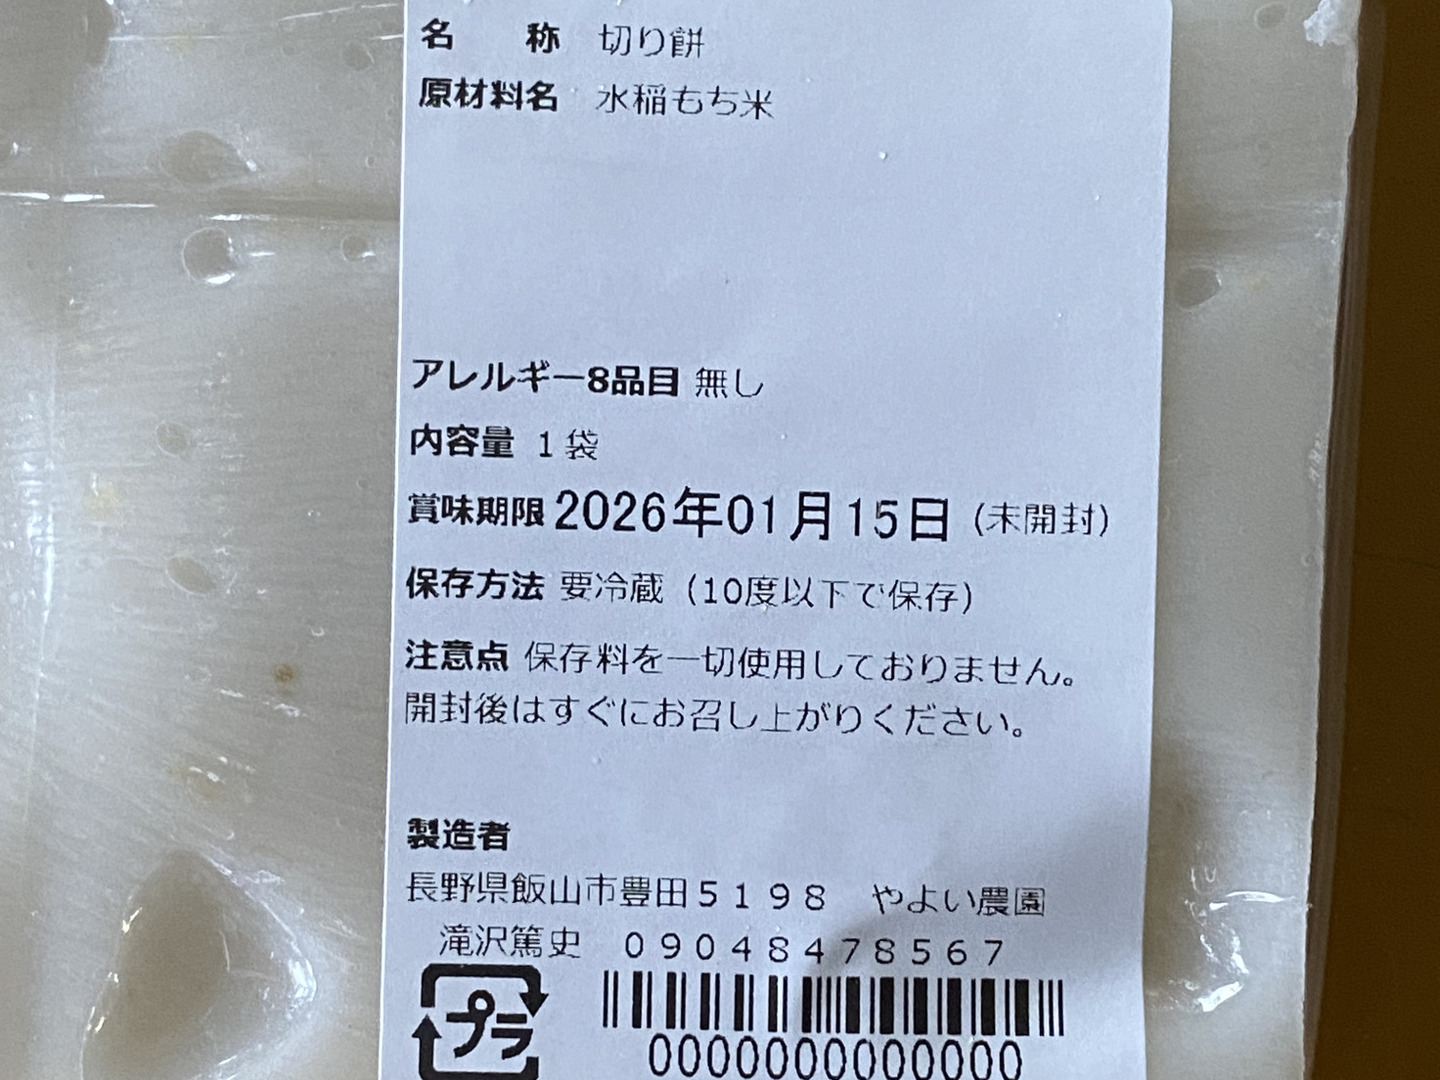 名　　称　切り餅
原材料名　水稲もち米
アレルギー8品目 無し
内容量　1袋
賞味期限 2026年01月15日（未開封）
保存方法 要冷蔵（10度以下で保存）
注意点 保存料を一切使用しておりません。
開封後はすぐにお召し上がりください。
製造者
長野県飯山市豊田５１９８　やよい農園
滝沢篤史　０９０４８４７８５６７
プラ
0000000000000